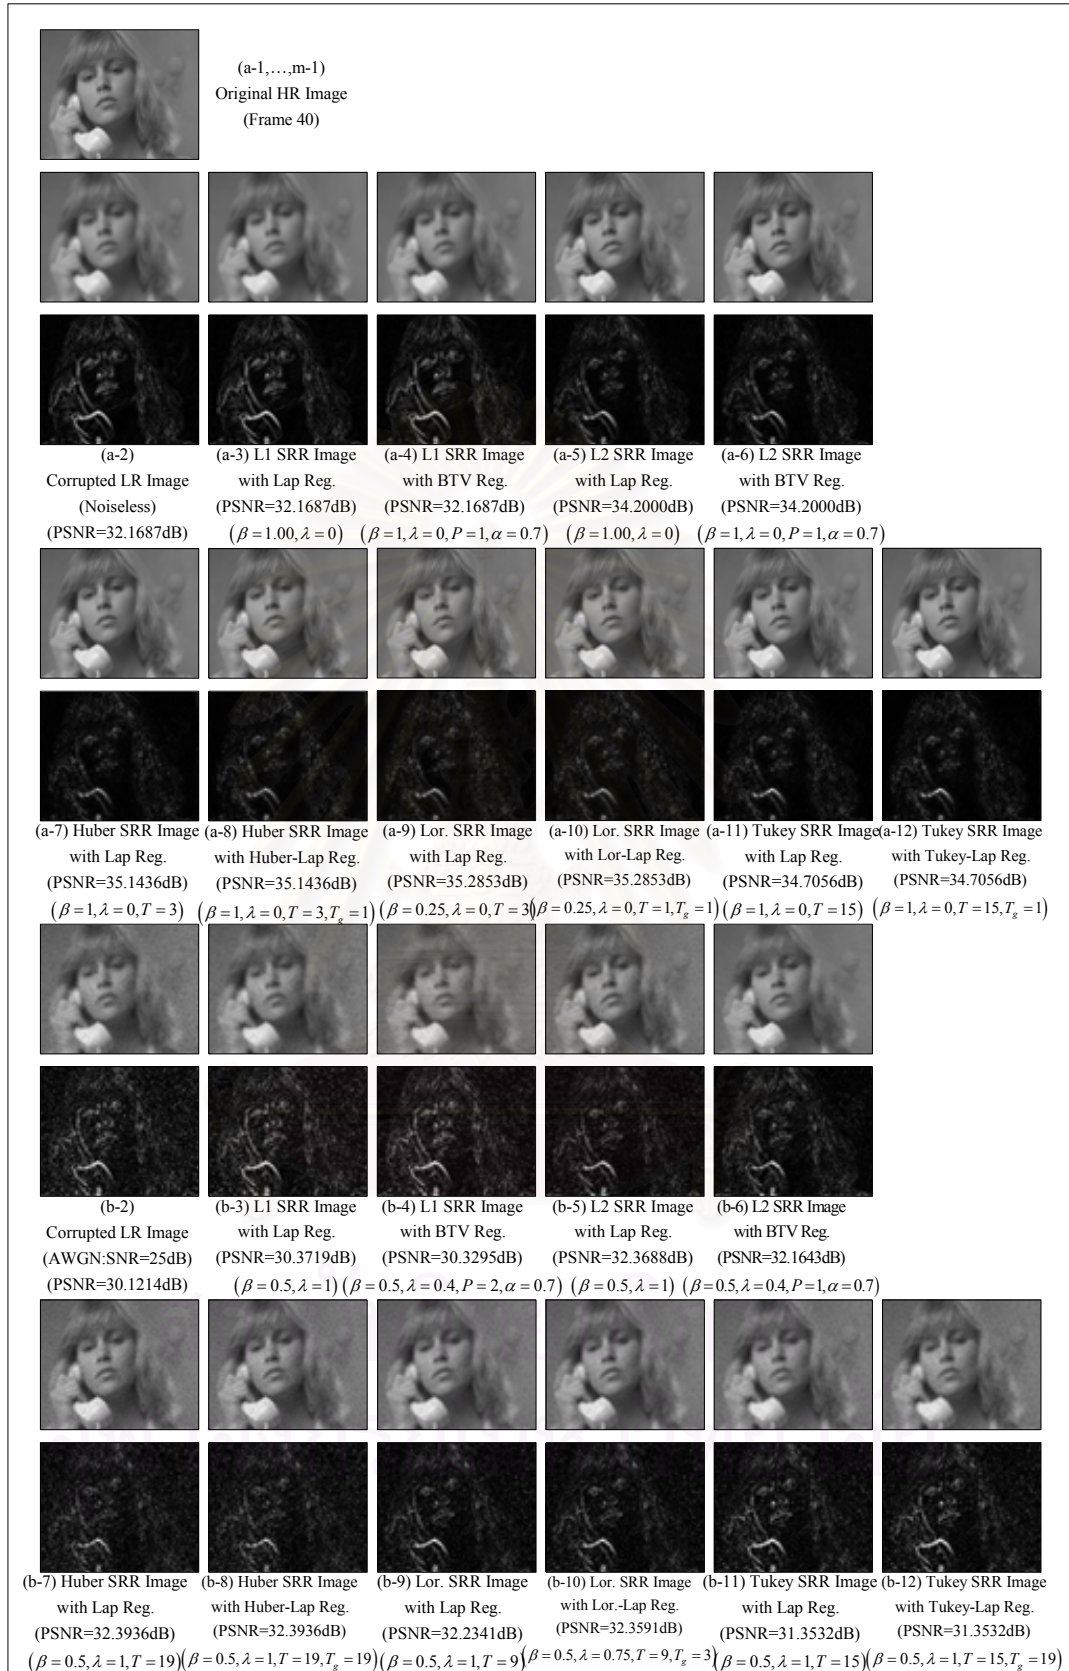 (a-1,…,m-1)
Original HR Image
(Frame 40)
(a-2)
Corrupted LR Image
(Noiseless)
(PSNR=32.1687dB)
(a-3) L1 SRR Image
with Lap Reg.
(PSNR=32.1687dB)
(β=1.00,λ=0)
(a-4) L1 SRR Image
with BTV Reg.
(PSNR=32.1687dB)
(β=1,λ=0,P=1,α=0.7)
(a-5) L2 SRR Image
with Lap Reg.
(PSNR=34.2000dB)
(β=1.00,λ=0)
(a-6) L2 SRR Image
with BTV Reg.
(PSNR=34.2000dB)
(β=1,λ=0,P=1,α=0.7)
(a-7) Huber SRR Image
with Lap Reg.
(PSNR=35.1436dB)
(β=1,λ=0,T=3)
(a-8) Huber SRR Image
with Huber-Lap Reg.
(PSNR=35.1436dB)
(β=1,λ=0,T=3,T_g=1)
(a-9) Lor. SRR Image
with Lap Reg.
(PSNR=35.2853dB)
(β=0.25,λ=0,T=3)
(a-10) Lor. SRR Image
with Lor-Lap Reg.
(PSNR=35.2853dB)
(β=0.25,λ=0,T=1,T_g=1)
(a-11) Tukey SRR Image
with Lap Reg.
(PSNR=34.7056dB)
(β=1,λ=0,T=15)
(a-12) Tukey SRR Image
with Tukey-Lap Reg.
(PSNR=34.7056dB)
(β=1,λ=0,T=15,T_g=1)
(b-2)
Corrupted LR Image
(AWGN:SNR=25dB)
(PSNR=30.1214dB)
(b-3) L1 SRR Image
with Lap Reg.
(PSNR=30.3719dB)
(β=0.5,λ=1)
(b-4) L1 SRR Image
with BTV Reg.
(PSNR=30.3295dB)
(β=0.5,λ=0.4,P=2,α=0.7)
(b-5) L2 SRR Image
with Lap Reg.
(PSNR=32.3688dB)
(β=0.5,λ=1)
(b-6) L2 SRR Image
with BTV Reg.
(PSNR=32.1643dB)
(β=0.5,λ=0.4,P=1,α=0.7)
(b-7) Huber SRR Image
with Lap Reg.
(PSNR=32.3936dB)
(β=0.5,λ=1,T=19)
(b-8) Huber SRR Image
with Huber-Lap Reg.
(PSNR=32.3936dB)
(β=0.5,λ=1,T=19,T_g=19)
(b-9) Lor. SRR Image
with Lap Reg.
(PSNR=32.2341dB)
(β=0.5,λ=1,T=9)
(b-10) Lor. SRR Image
with Lor.-Lap Reg.
(PSNR=32.3591dB)
(β=0.5,λ=0.75,T=9,T_g=3)
(b-11) Tukey SRR Image
with Lap Reg.
(PSNR=31.3532dB)
(β=0.5,λ=1,T=15)
(b-12) Tukey SRR Image
with Tukey-Lap Reg.
(PSNR=31.3532dB)
(β=0.5,λ=1,T=15,T_g=19)